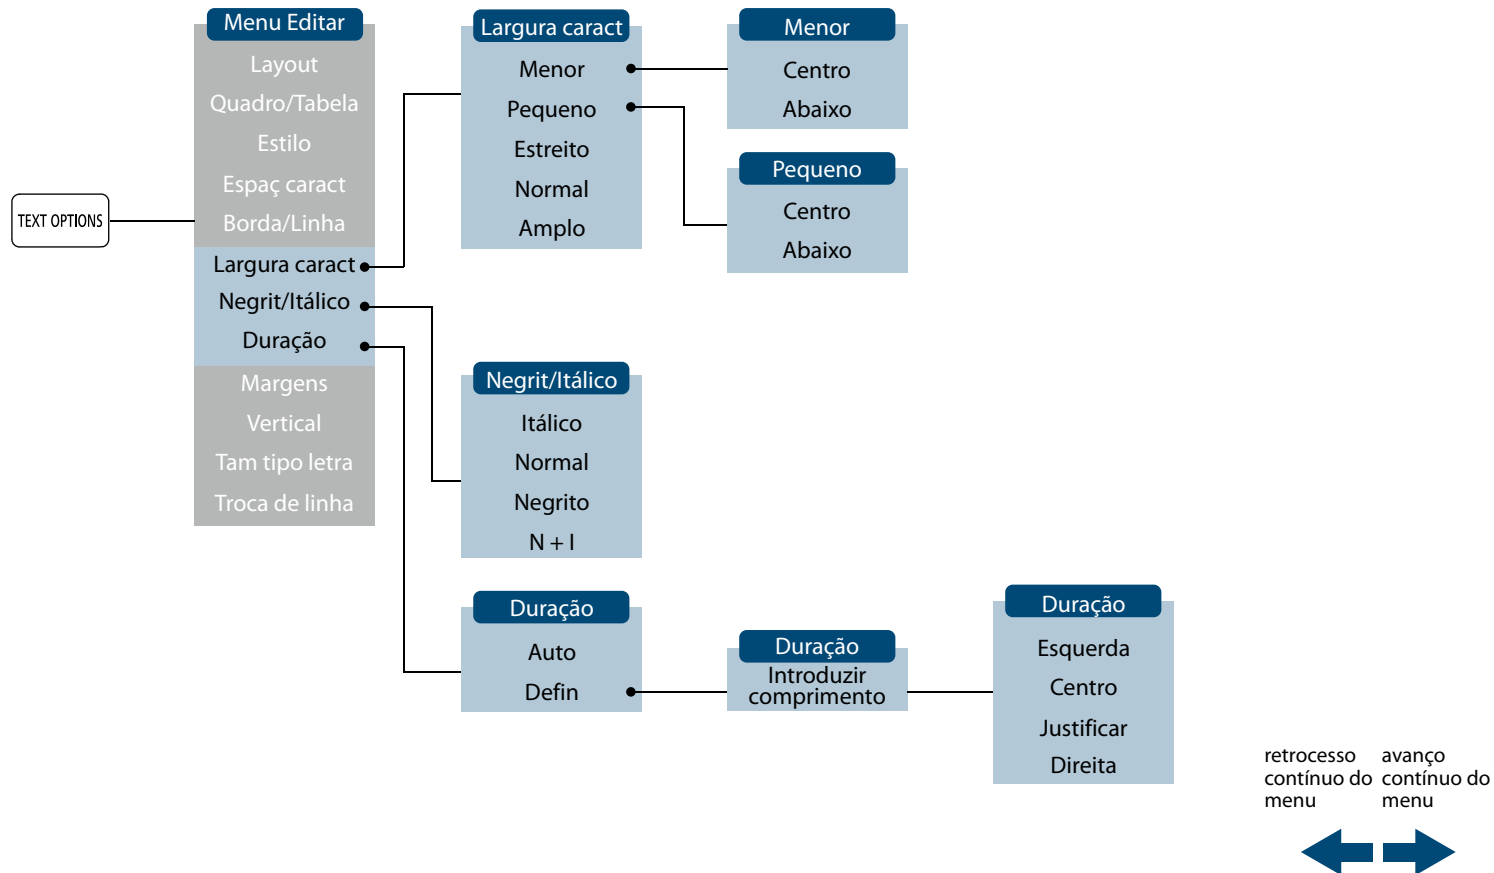 TEXT OPTIONS
Menu Editar
Layout
Quadro/Tabela
Estilo
Espaç caract
Borda/Linha
Largura caract
Negrit/Itálico
Duração
Margens
Vertical
Tam tipo letra
Troca de linha
Largura caract
Menor
Pequeno
Estreito
Normal
Amplo
Menor
Centro
Abaixo
Pequeno
Centro
Abaixo
Negrit/Itálico
Itálico
Normal
Negrito
N + I
Duração
Auto
Defin
Duração
Introduzir
comprimento
Duração
Esquerda
Centro
Justificar
Direita
retrocesso
contínuo do
menu
avanço
contínuo do
menu